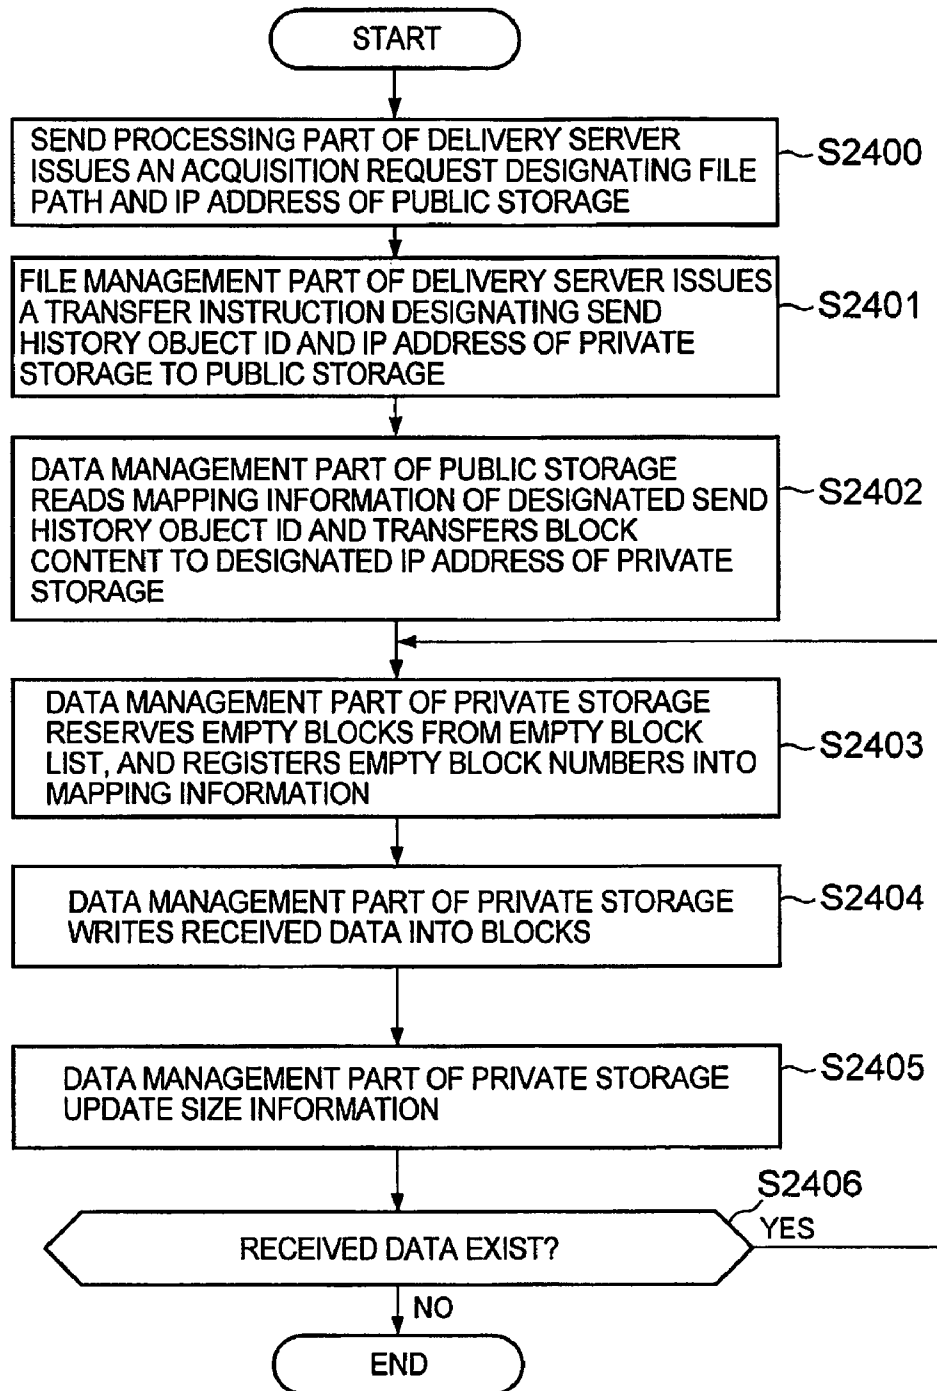 START
SEND PROCESSING PART OF DELIVERY SERVER
ISSUES AN ACQUISITION REQUEST DESIGNATING FILE
PATH AND IP ADDRESS OF PUBLIC STORAGE
S2400
FILE MANAGEMENT PART OF DELIVERY SERVER ISSUES
A TRANSFER INSTRUCTION DESIGNATING SEND
HISTORY OBJECT ID AND IP ADDRESS OF PRIVATE
STORAGE TO PUBLIC STORAGE
S2401
DATA MANAGEMENT PART OF PUBLIC STORAGE
READS MAPPING INFORMATION OF DESIGNATED SEND
HISTORY OBJECT ID AND TRANSFERS BLOCK
CONTENT TO DESIGNATED IP ADDRESS OF PRIVATE
STORAGE
S2402
DATA MANAGEMENT PART OF PRIVATE STORAGE
RESERVES EMPTY BLOCKS FROM EMPTY BLOCK
LIST, AND REGISTERS EMPTY BLOCK NUMBERS INTO
MAPPING INFORMATION
S2403
DATA MANAGEMENT PART OF PRIVATE STORAGE
WRITES RECEIVED DATA INTO BLOCKS
S2404
DATA MANAGEMENT PART OF PRIVATE STORAGE
UPDATE SIZE INFORMATION
S2405
S2406
RECEIVED DATA EXIST?
YES
NO
END